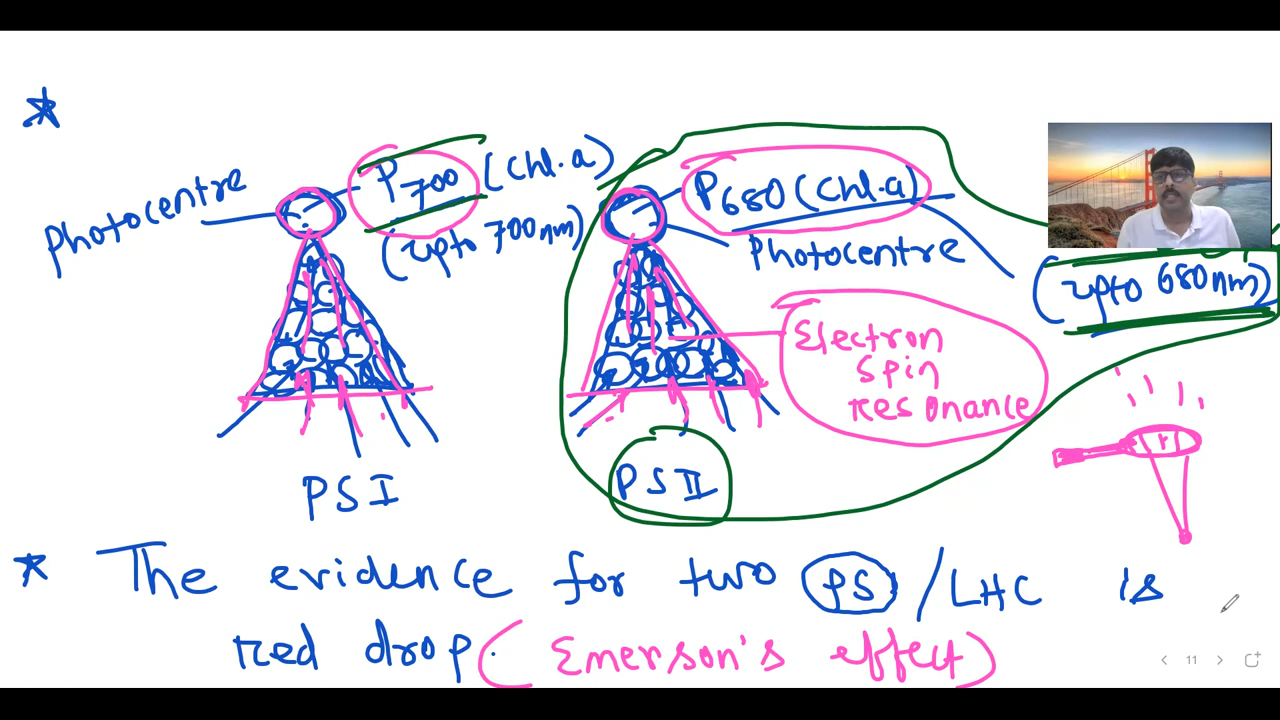 Photocentre
P700 (Chl.a)
(upto 700nm)
P680 (Chl.a)
Photocentre
(upto 680nm)
Electron
spin
resonance
PS I
PS II
* The evidence for two PS/LHC is
red drop. (Emerson's effect)
11